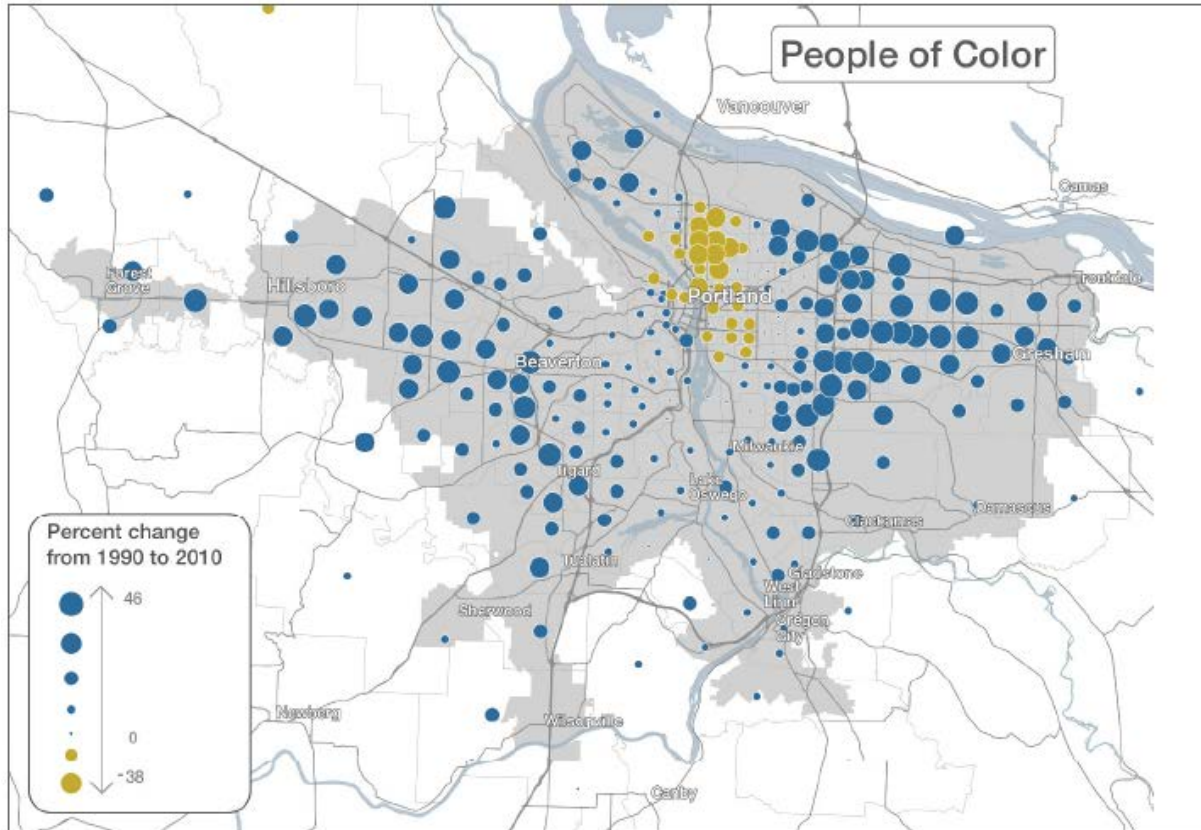 People of Color
Vancouver
Camas
Forest
Grove
Hillsboro
Troutdale
Portland
Beaverton
Gresham
Milwaukie
Tigard
Lake
Oswego
Damascus
Clackamas
Tualatin
Gladstone
West
Linn
Sherwood
Oregon
City
Newberg
Wilsonville
Canby
Percent change
from 1990 to 2010
46
0
-38